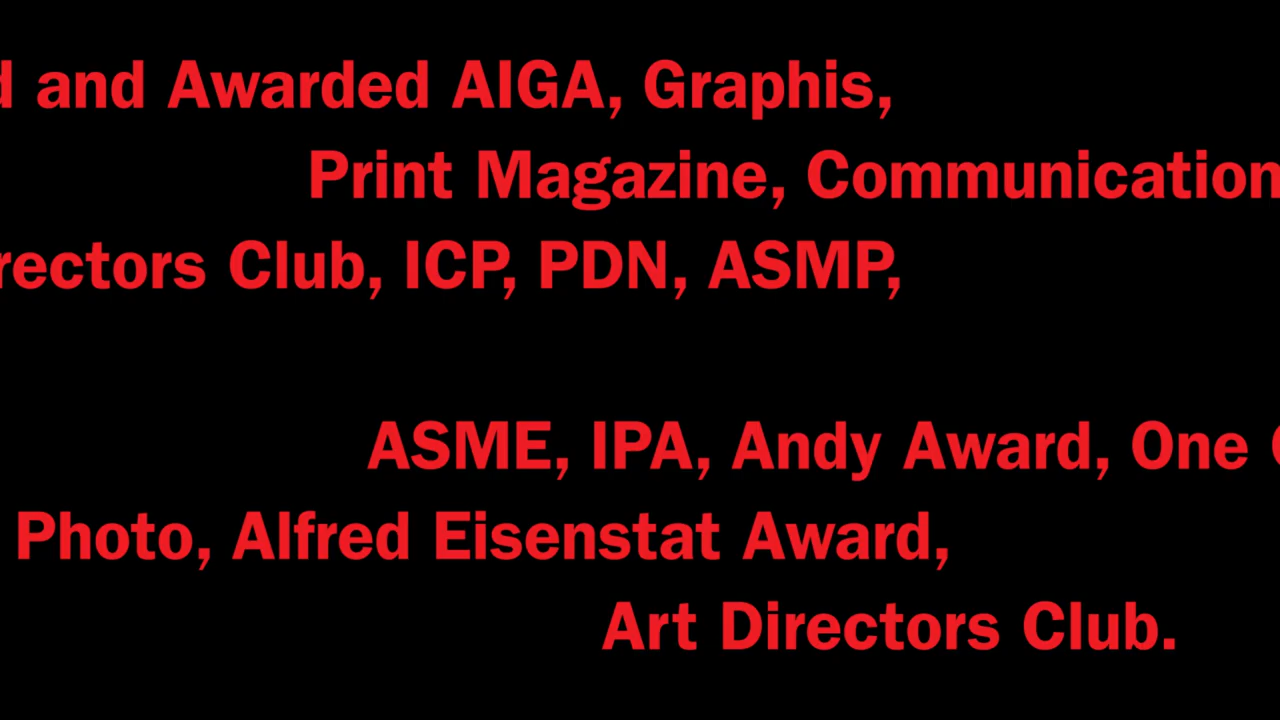 and Awarded AIGA, Graphis,
Print Magazine, Communication
rectors Club, ICP, PDN, ASMP,
ASME, IPA, Andy Award, One
Photo, Alfred Eisenstat Award,
Art Directors Club.